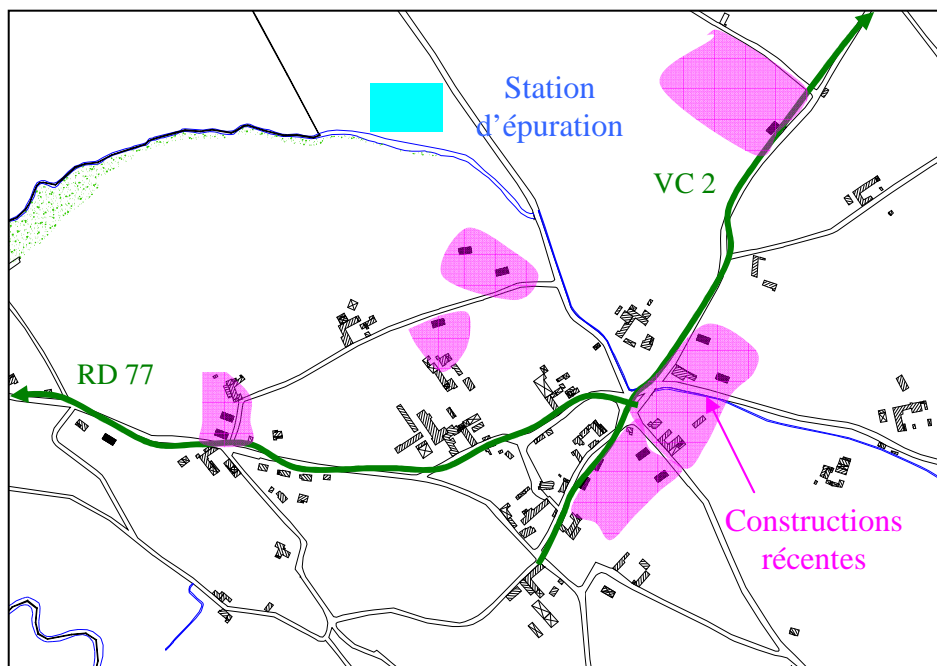 Station
d'épuration
VC 2
RD 77
Constructions
récentes